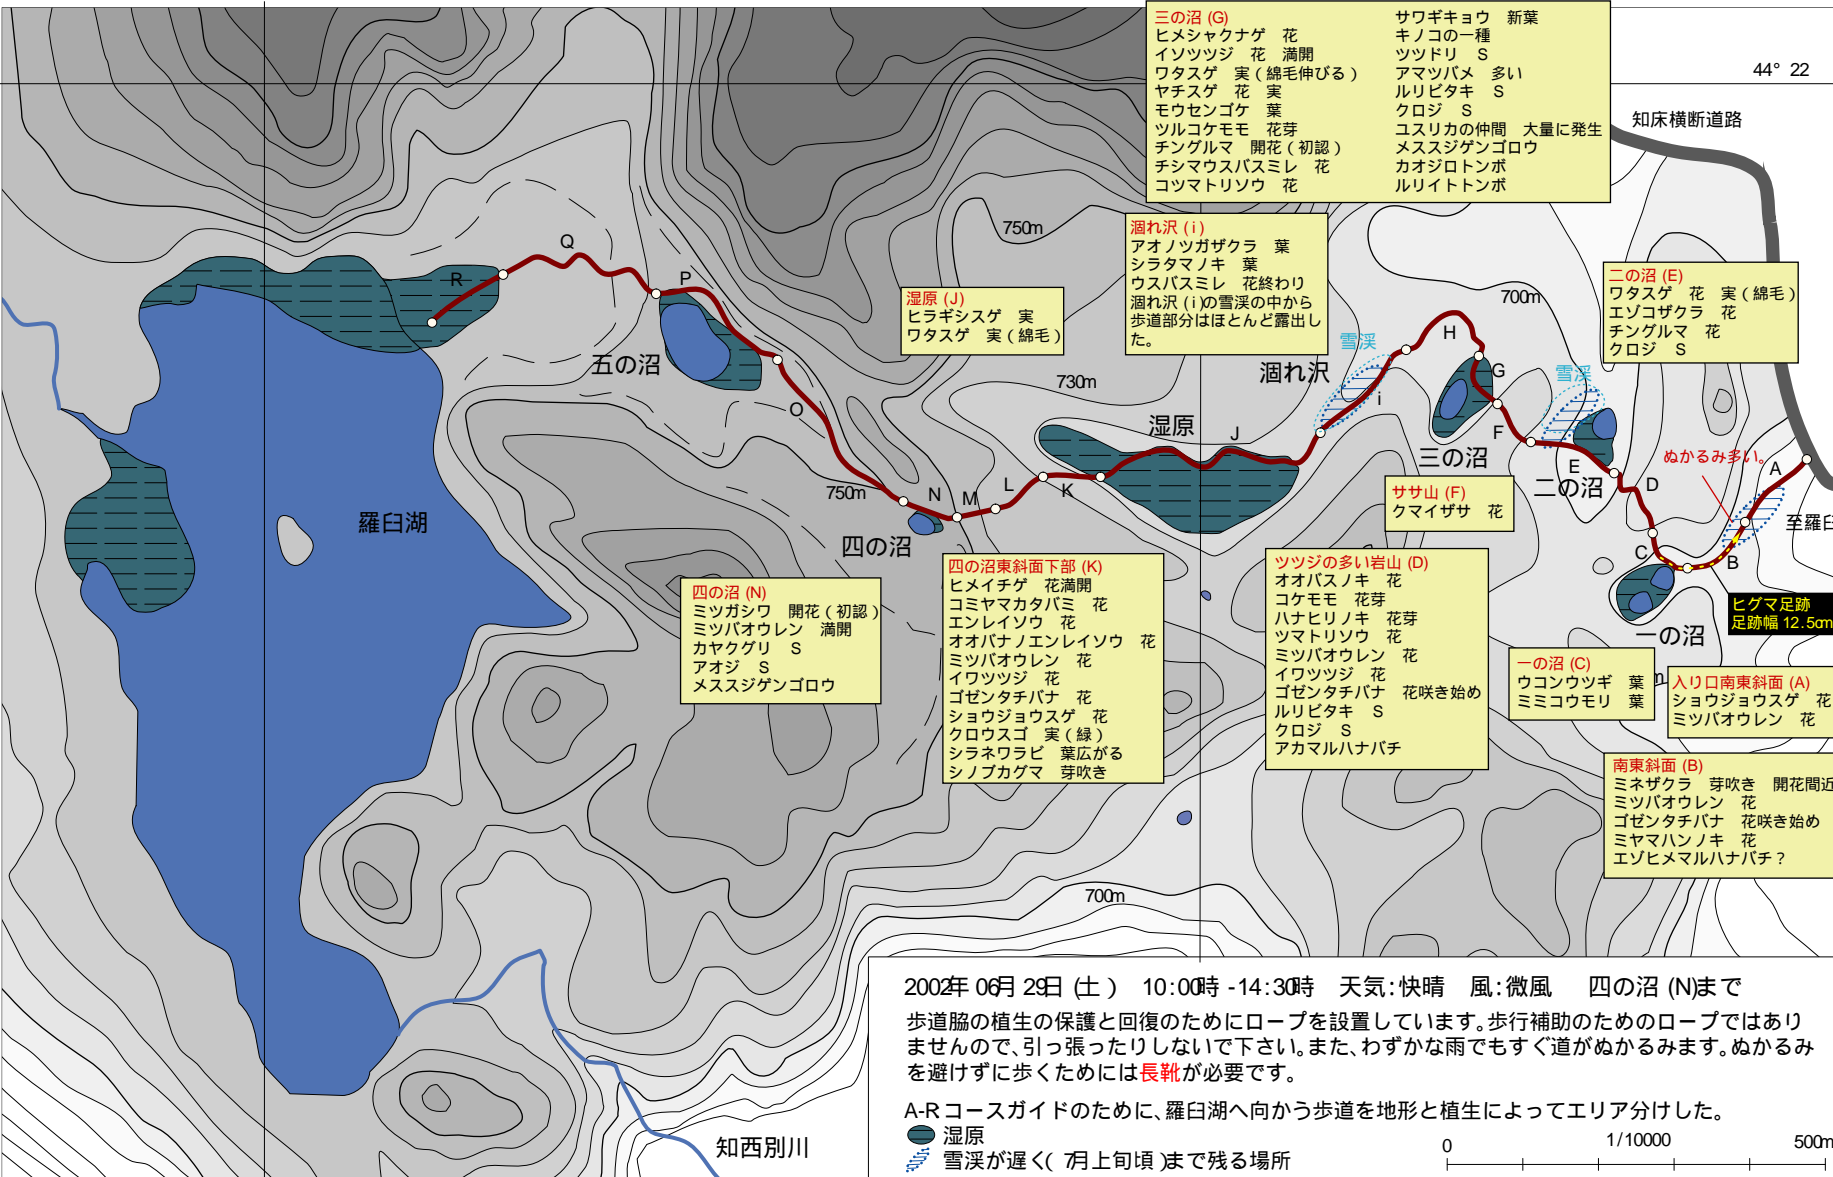 三の沼 (G)
ヒメシャクナゲ　花
イソツツジ　花　満開
ワタスゲ　実（綿毛伸びる）
ヤチスゲ　花　実
モウセンゴケ　葉
ツルコケモモ　花芽
チングルマ　開花（初認）
チシマウスバスミレ　花
コツマトリソウ　花
サワギキョウ　新葉
キノコの一種
ツツドリ　S
アマツバメ　多い
ルリビタキ　S
クロジ　S
ユスリカの仲間　大量に発生
メススジゲンゴロウ
カオジロトンボ
ルリイトトンボ
44° 22
知床横断道路
750m
涸れ沢 (i)
アオノツガザクラ　葉
シラタマノキ　葉
ウスバスミレ　花終わり
涸れ沢 (i)の雪渓の中から
歩道部分はほとんど露出し
た。
二の沼 (E)
ワタスゲ　花　実（綿毛）
エゾコザクラ　花
チングルマ　花
クロジ　S
湿原 (J)
ヒラギシスゲ　実
ワタスゲ　実（綿毛）
700m
Q
R
P
H
雪渓
五の沼
涸れ沢
G
雪渓
730m
i
O
湿原
J
F
三の沼
ぬかるみ多い。
A
E
二の沼
D
L
K
750m
N
M
ササ山 (F)
クマイザサ　花
羅臼湖
四の沼
至羅臼
C
B
四の沼 (N)
ミツガシワ　開花（初認）
ミツバオウレン　満開
カヤクグリ　S
アオジ　S
メススジゲンゴロウ
四の沼東斜面下部 (K)
ヒメイチゲ　花満開
コミヤマカタバミ　花
エンレイソウ　花
オオバナノエンレイソウ　花
ミツバオウレン　花
イワツツジ　花
ゴゼンタチバナ　花
ショウジョウスゲ　花
クロウスゴ　実（緑）
シラネワラビ　葉広がる
シノブカグマ　芽吹き
ツツジの多い岩山 (D)
オオバスノキ　花
コケモモ　花芽
ハナヒリノキ　花芽
ツマトリソウ　花
ミツバオウレン　花
イワツツジ　花
ゴゼンタチバナ　花咲き始め
ルリビタキ　S
クロジ　S
アカマルハナバチ
ヒグマ足跡
足跡幅 12.5cm
一の沼
一の沼 (C)
ウコンウツギ　葉
ミミコウモリ　葉
入り口南東斜面 (A)
ショウジョウスゲ　花
ミツバオウレン　花
南東斜面 (B)
ミネザクラ　芽吹き　開花間近
ミツバオウレン　花
ゴゼンタチバナ　花咲き始め
ミヤマハンノキ　花
エゾヒメマルハナバチ？
700m
2002年 06月 29日 (土 )　10:00時 -14:30時　天気:快晴　風:微風　四の沼 (N)まで
歩道脇の植生の保護と回復のためにロープを設置しています。歩行補助のためのロープではあり
ませんので、引っ張ったりしないで下さい。また、わずかな雨でもすぐ道がぬかるみます。ぬかるみ
を避けずに歩くためには長靴が必要です。
A-R コースガイドのために、羅臼湖へ向かう歩道を地形と植生によってエリア分けした。
湿原
雪渓が遅く( 7月上旬頃 )まで残る場所
知西別川
0
1/10000
500m